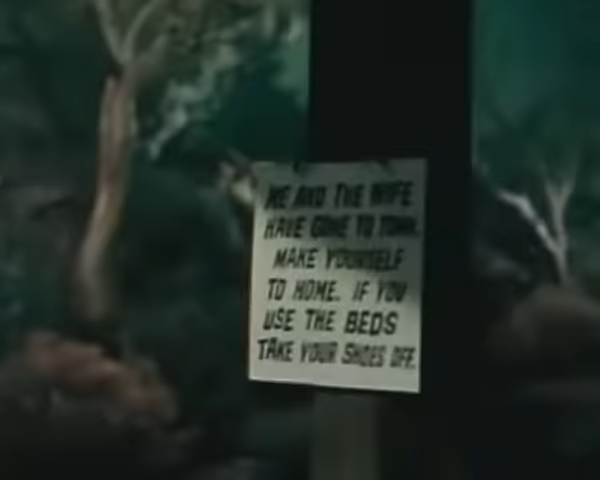 ME AND THE WIFE
HAVE GONE TO TOWN.
MAKE YOURSELF
TO HOME. IF YOU
USE THE BEDS
TAKE YOUR SHOES OFF.